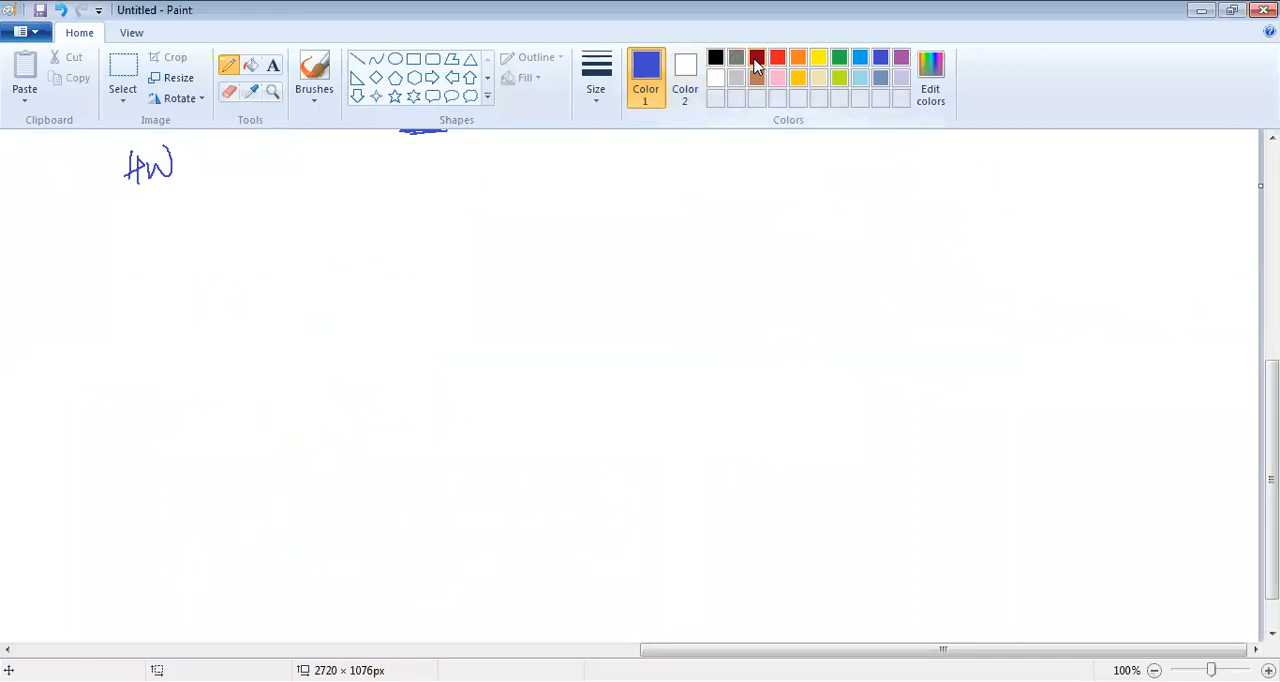 Untitled - Paint
Home View
Paste
Cut
Copy
Clipboard
Select
Crop
Resize
Rotate
Image
Tools
Brushes
Shapes
Outline
Fill
Size
Color 1
Color 2
Edit colors
Colors
HW
2720 × 1076px
100%